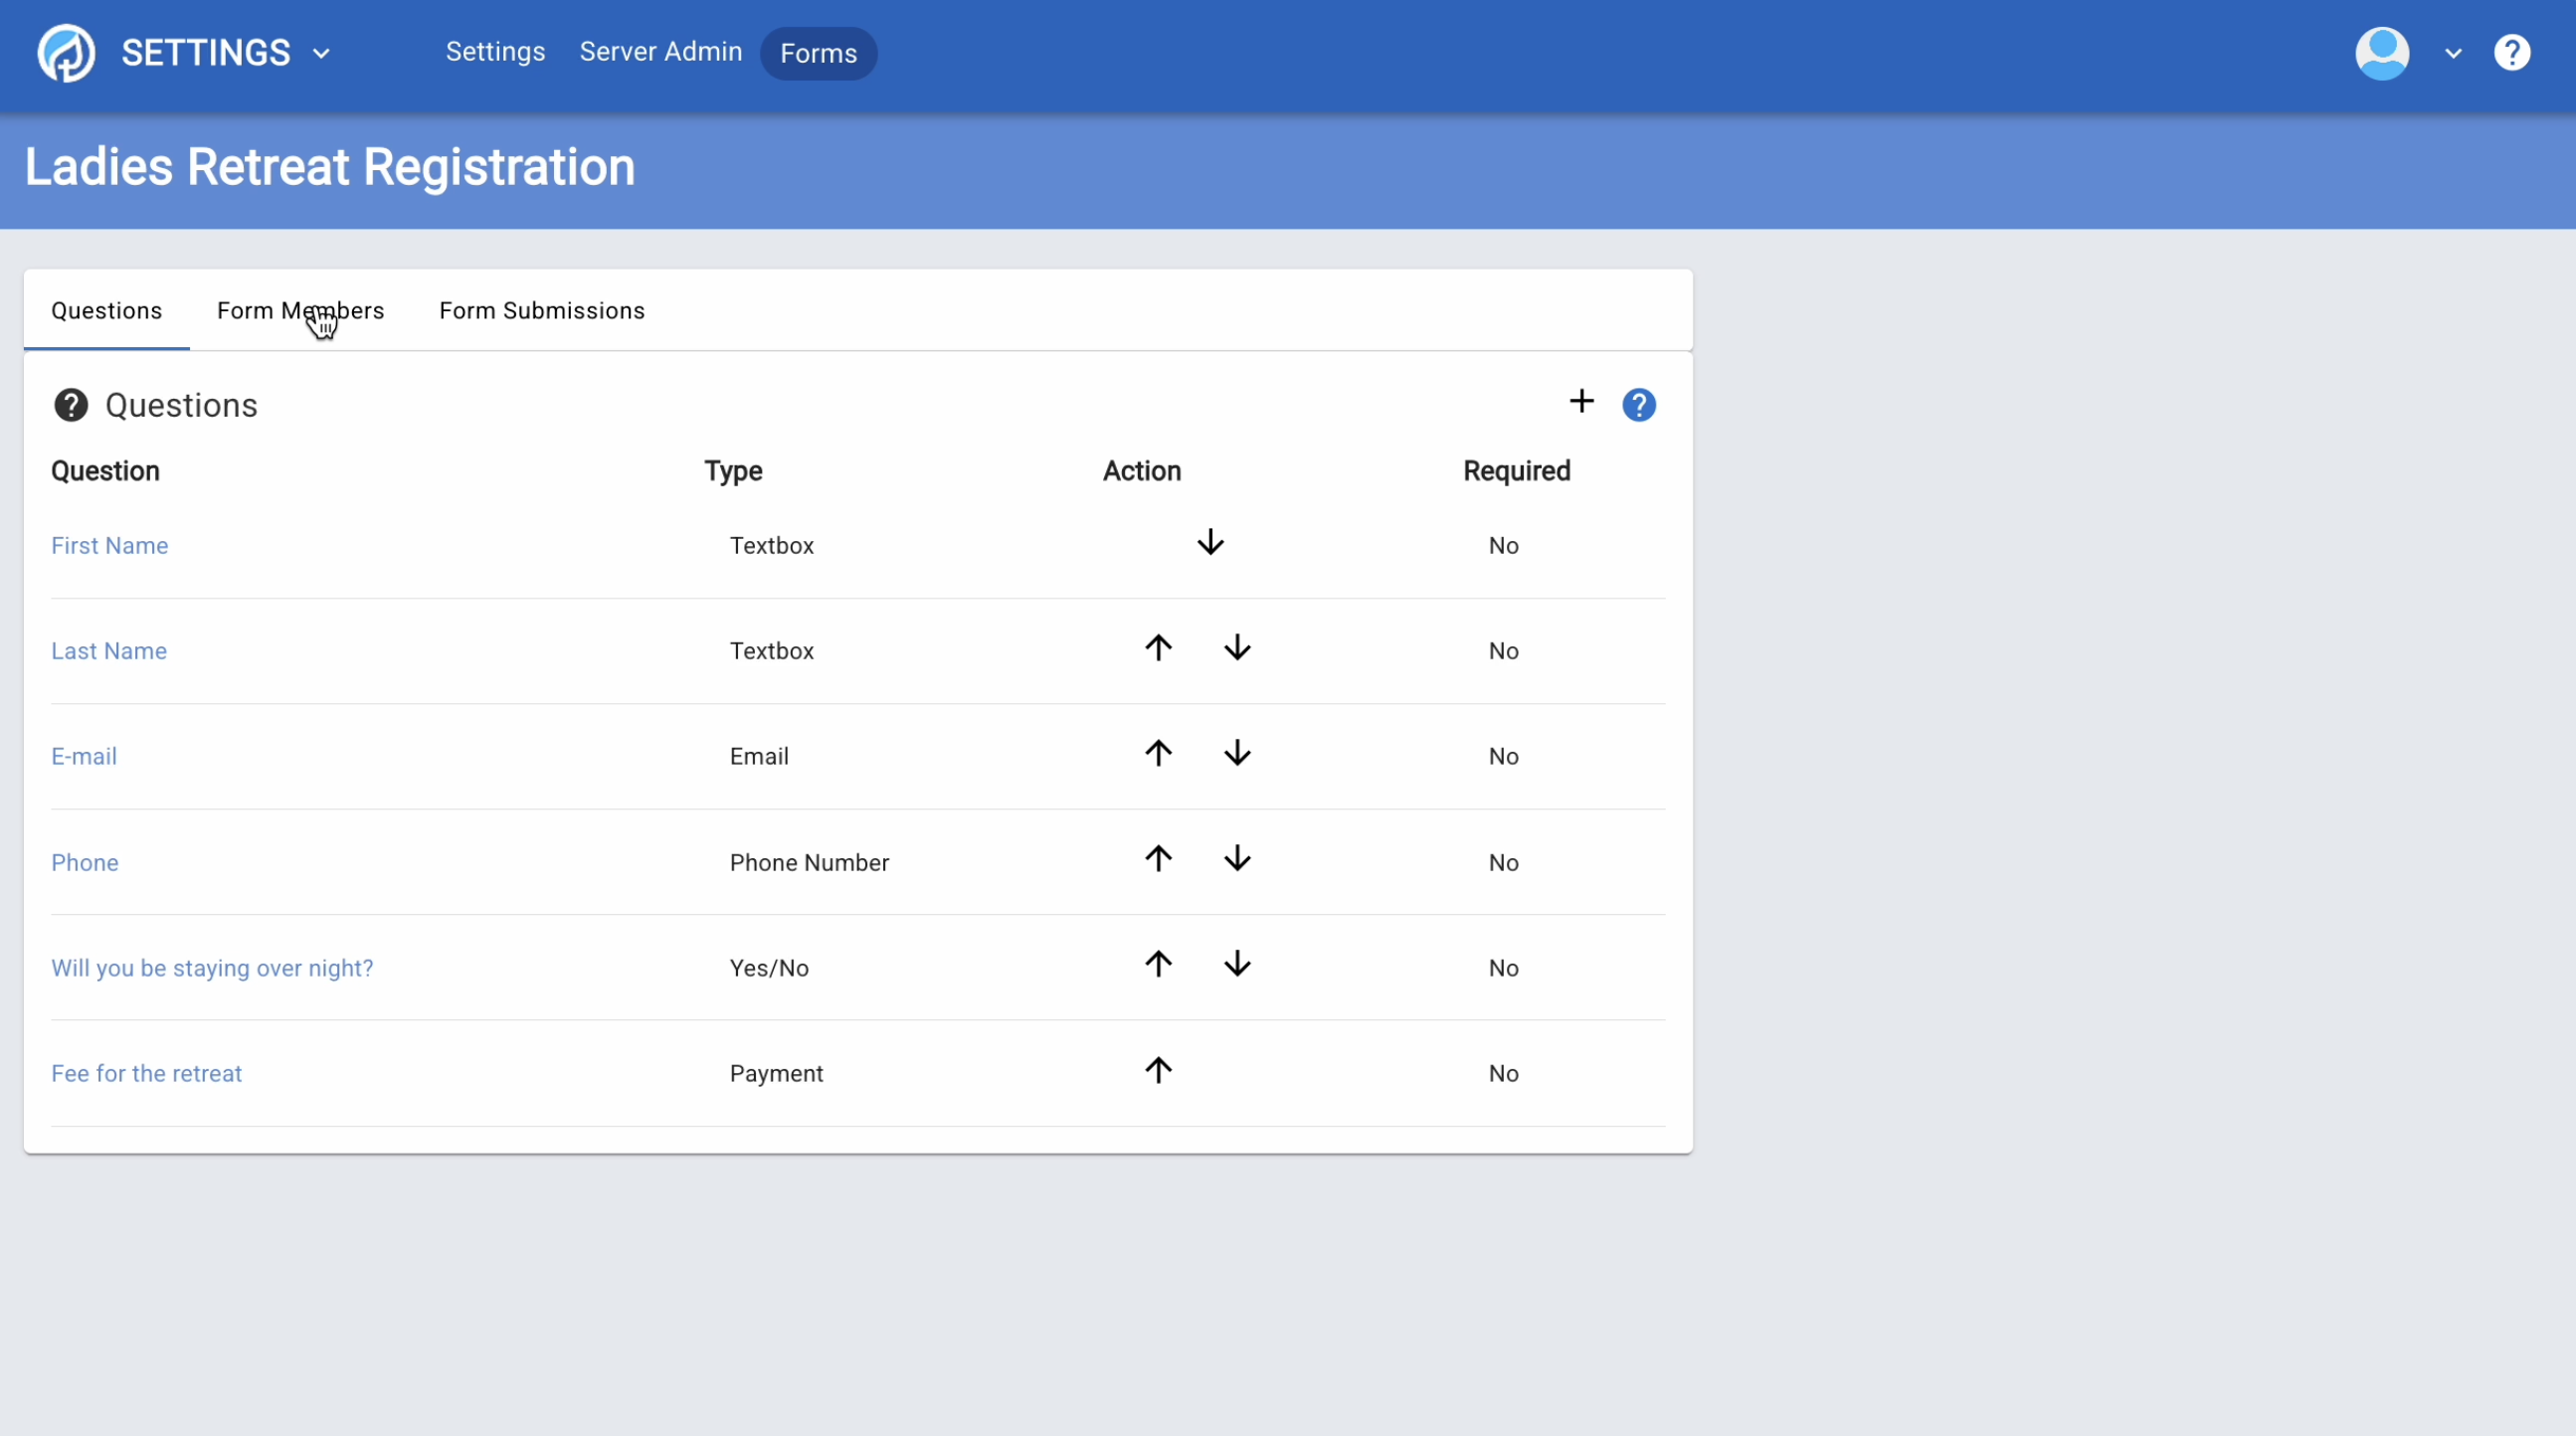 SETTINGS Settings Server Admin Forms
Ladies Retreat Registration
Questions Form Members Form Submissions
Questions
Question Type Action Required
First Name Textbox No
Last Name Textbox No
E-mail Email No
Phone Phone Number No
Will you be staying over night? Yes/No No
Fee for the retreat Payment No